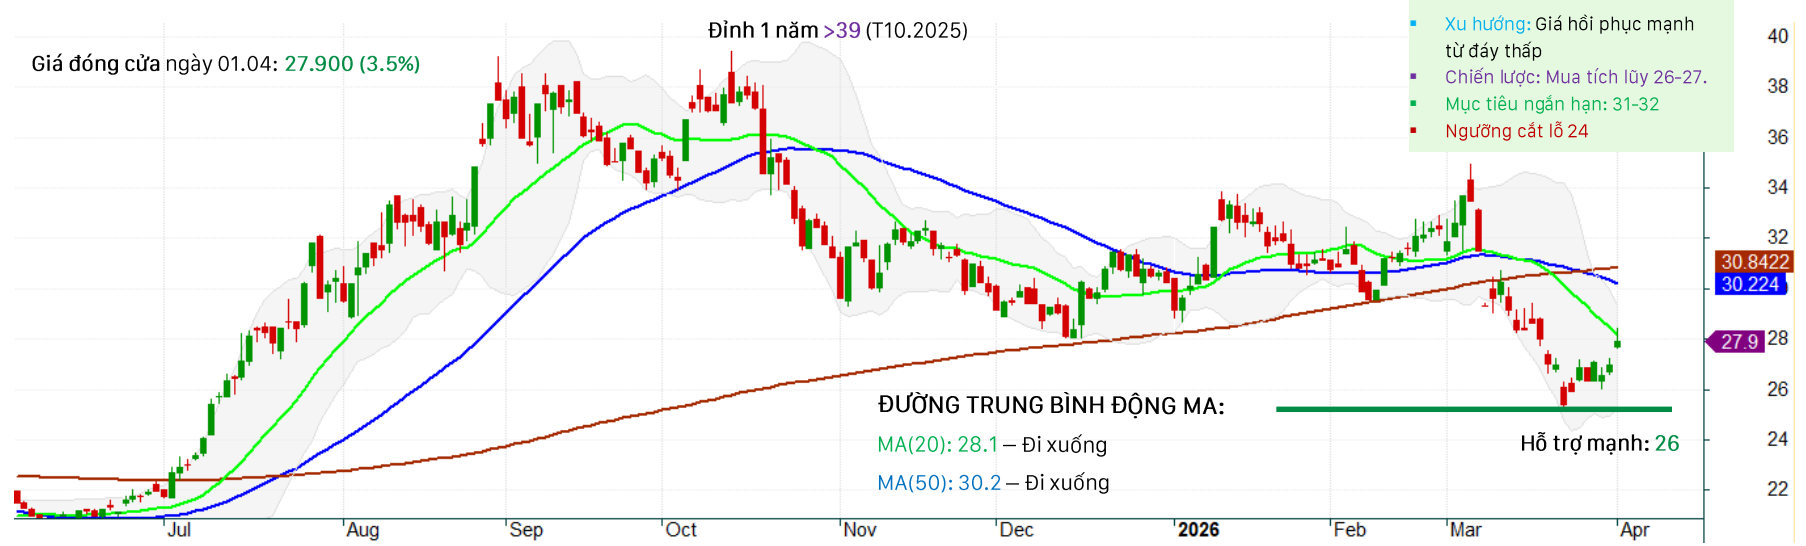 Đỉnh 1 năm >39 (T10.2025)
Giá đóng cửa ngày 01.04: 27.900 (3.5%)
Xu hướng: Giá hồi phục mạnh
từ đáy thấp
Chiến lược: Mua tích lũy 26-27.
Mục tiêu ngắn hạn: 31-32
Ngưỡng cắt lỗ 24
40
38
36
34
32
30.8422
30.224
28
27.9
26
24
22
ĐƯỜNG TRUNG BÌNH ĐỘNG MA:
MA(20): 28.1 – Đi xuống
MA(50): 30.2 – Đi xuống
Hỗ trợ mạnh: 26
Jul Aug Sep Oct Nov Dec 2026 Feb Mar Apr